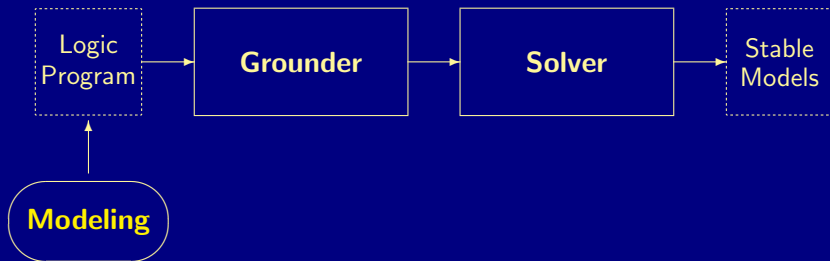 Logic
Program
Grounder
Solver
Stable
Models
Modeling